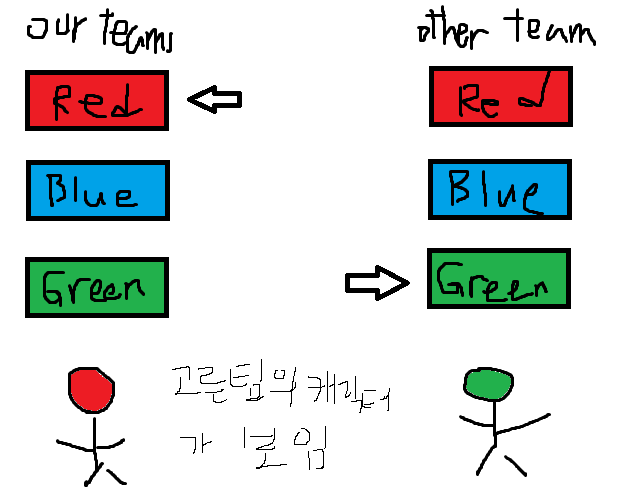 our teams
other team
Red
Red
Blue
Blue
Green
Green
고른팀의 캐릭터
가 보임